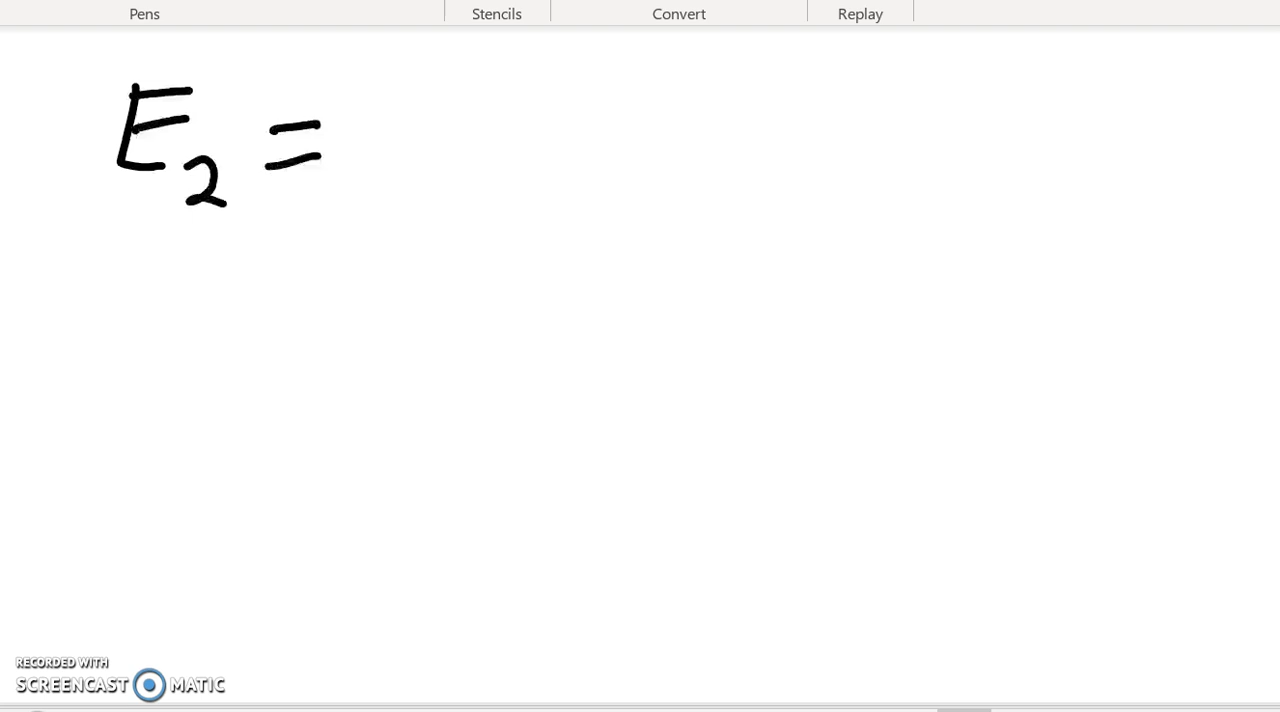 Pens Stencils Convert Replay
E₂ =
RECORDED WITH
SCREENCAST MATIC